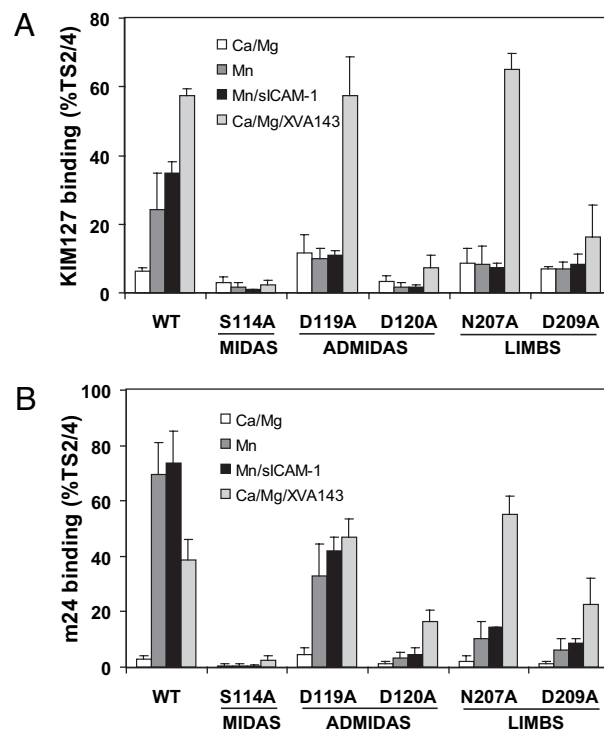 A
KIM127 binding (%TS2/4)
80
60
40
20
0
Ca/Mg
Mn
Mn/sICAM-1
Ca/Mg/XVA143
WT S114A D119A D120A N207A D209A
MIDAS ADMIDAS LIMBS
B
m24 binding (%TS2/4)
100
80
60
40
20
0
Ca/Mg
Mn
Mn/sICAM-1
Ca/Mg/XVA143
WT S114A D119A D120A N207A D209A
MIDAS ADMIDAS LIMBS